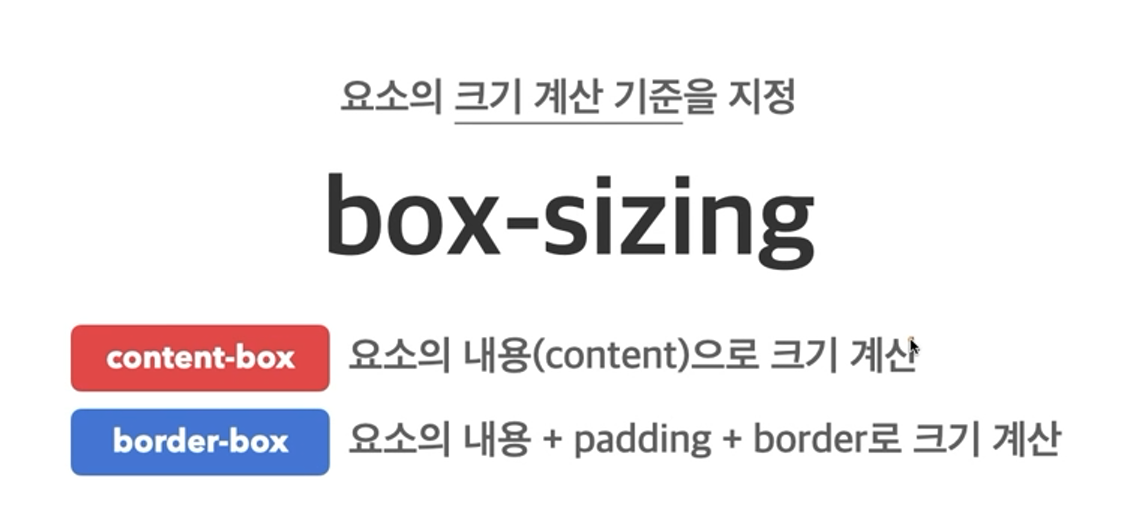 요소의 크기 계산 기준을 지정
box-sizing
content-box 요소의 내용(content)으로 크기 계산
border-box 요소의 내용 + padding + border로 크기 계산